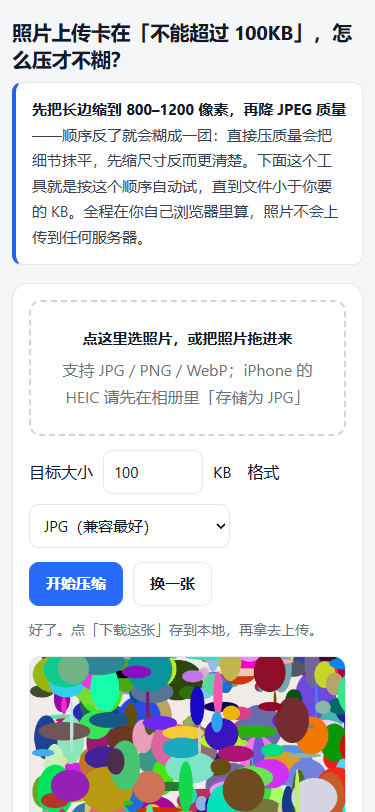 照片上传卡在「不能超过 100KB」，怎
么压才不糊？
先把长边缩到 800–1200 像素，再降 JPEG 质量
——顺序反了就会糊成一团：直接压质量会把
细节抹平，先缩尺寸反而更清楚。下面这个工
具就是按这个顺序自动试，直到文件小于你要
的 KB。全程在你自己浏览器里算，照片不会上
传到任何服务器。
点这里选照片，或把照片拖进来
支持 JPG / PNG / WebP；iPhone 的
HEIC 请先在相册里「存储为 JPG」
目标大小 100 KB 格式
JPG（兼容最好）
开始压缩 换一张
好了。点「下载这张」存到本地，再拿去上传。